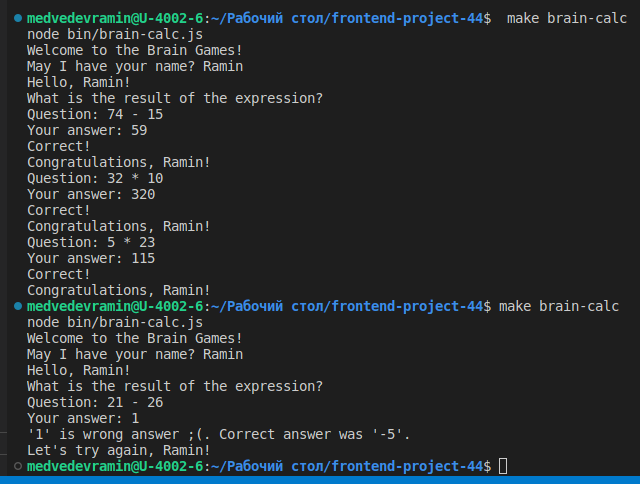 medvedevramin@U-4002-6:~/Рабочий стол/frontend-project-44$  make brain-calc
node bin/brain-calc.js
Welcome to the Brain Games!
May I have your name? Ramin
Hello, Ramin!
What is the result of the expression?
Question: 74 - 15
Your answer: 59
Correct!
Congratulations, Ramin!
Question: 32 * 10
Your answer: 320
Correct!
Congratulations, Ramin!
Question: 5 * 23
Your answer: 115
Correct!
Congratulations, Ramin!
medvedevramin@U-4002-6:~/Рабочий стол/frontend-project-44$ make brain-calc
node bin/brain-calc.js
Welcome to the Brain Games!
May I have your name? Ramin
Hello, Ramin!
What is the result of the expression?
Question: 21 - 26
Your answer: 1
'1' is wrong answer ;(. Correct answer was '-5'.
Let's try again, Ramin!
medvedevramin@U-4002-6:~/Рабочий стол/frontend-project-44$